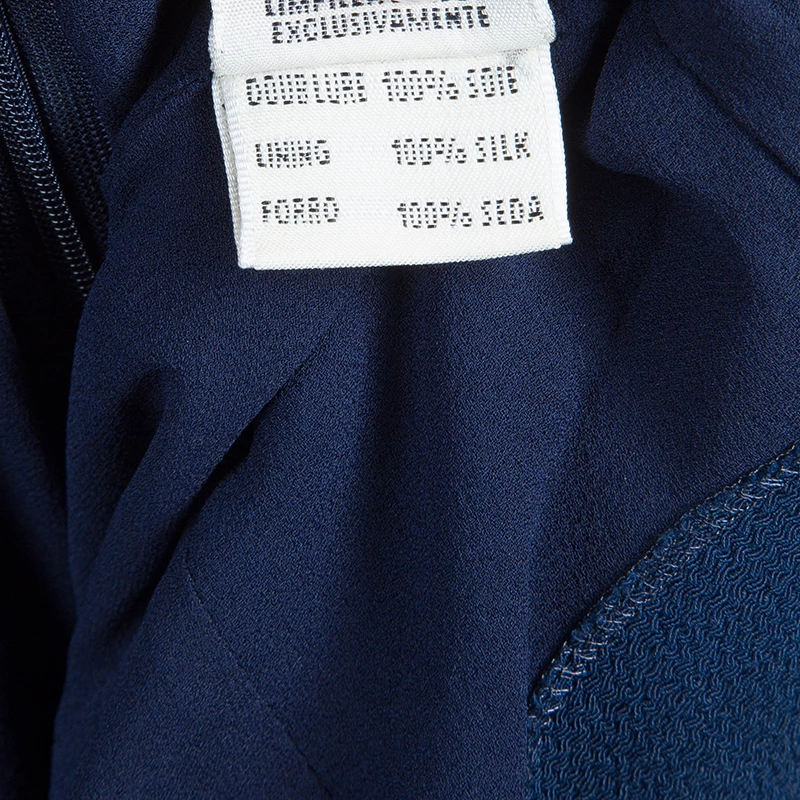 EXCLUSIVAMENTE
DOUBLURE 100% SOIE
LINING 100% SILK
FORRO 100% SEDA